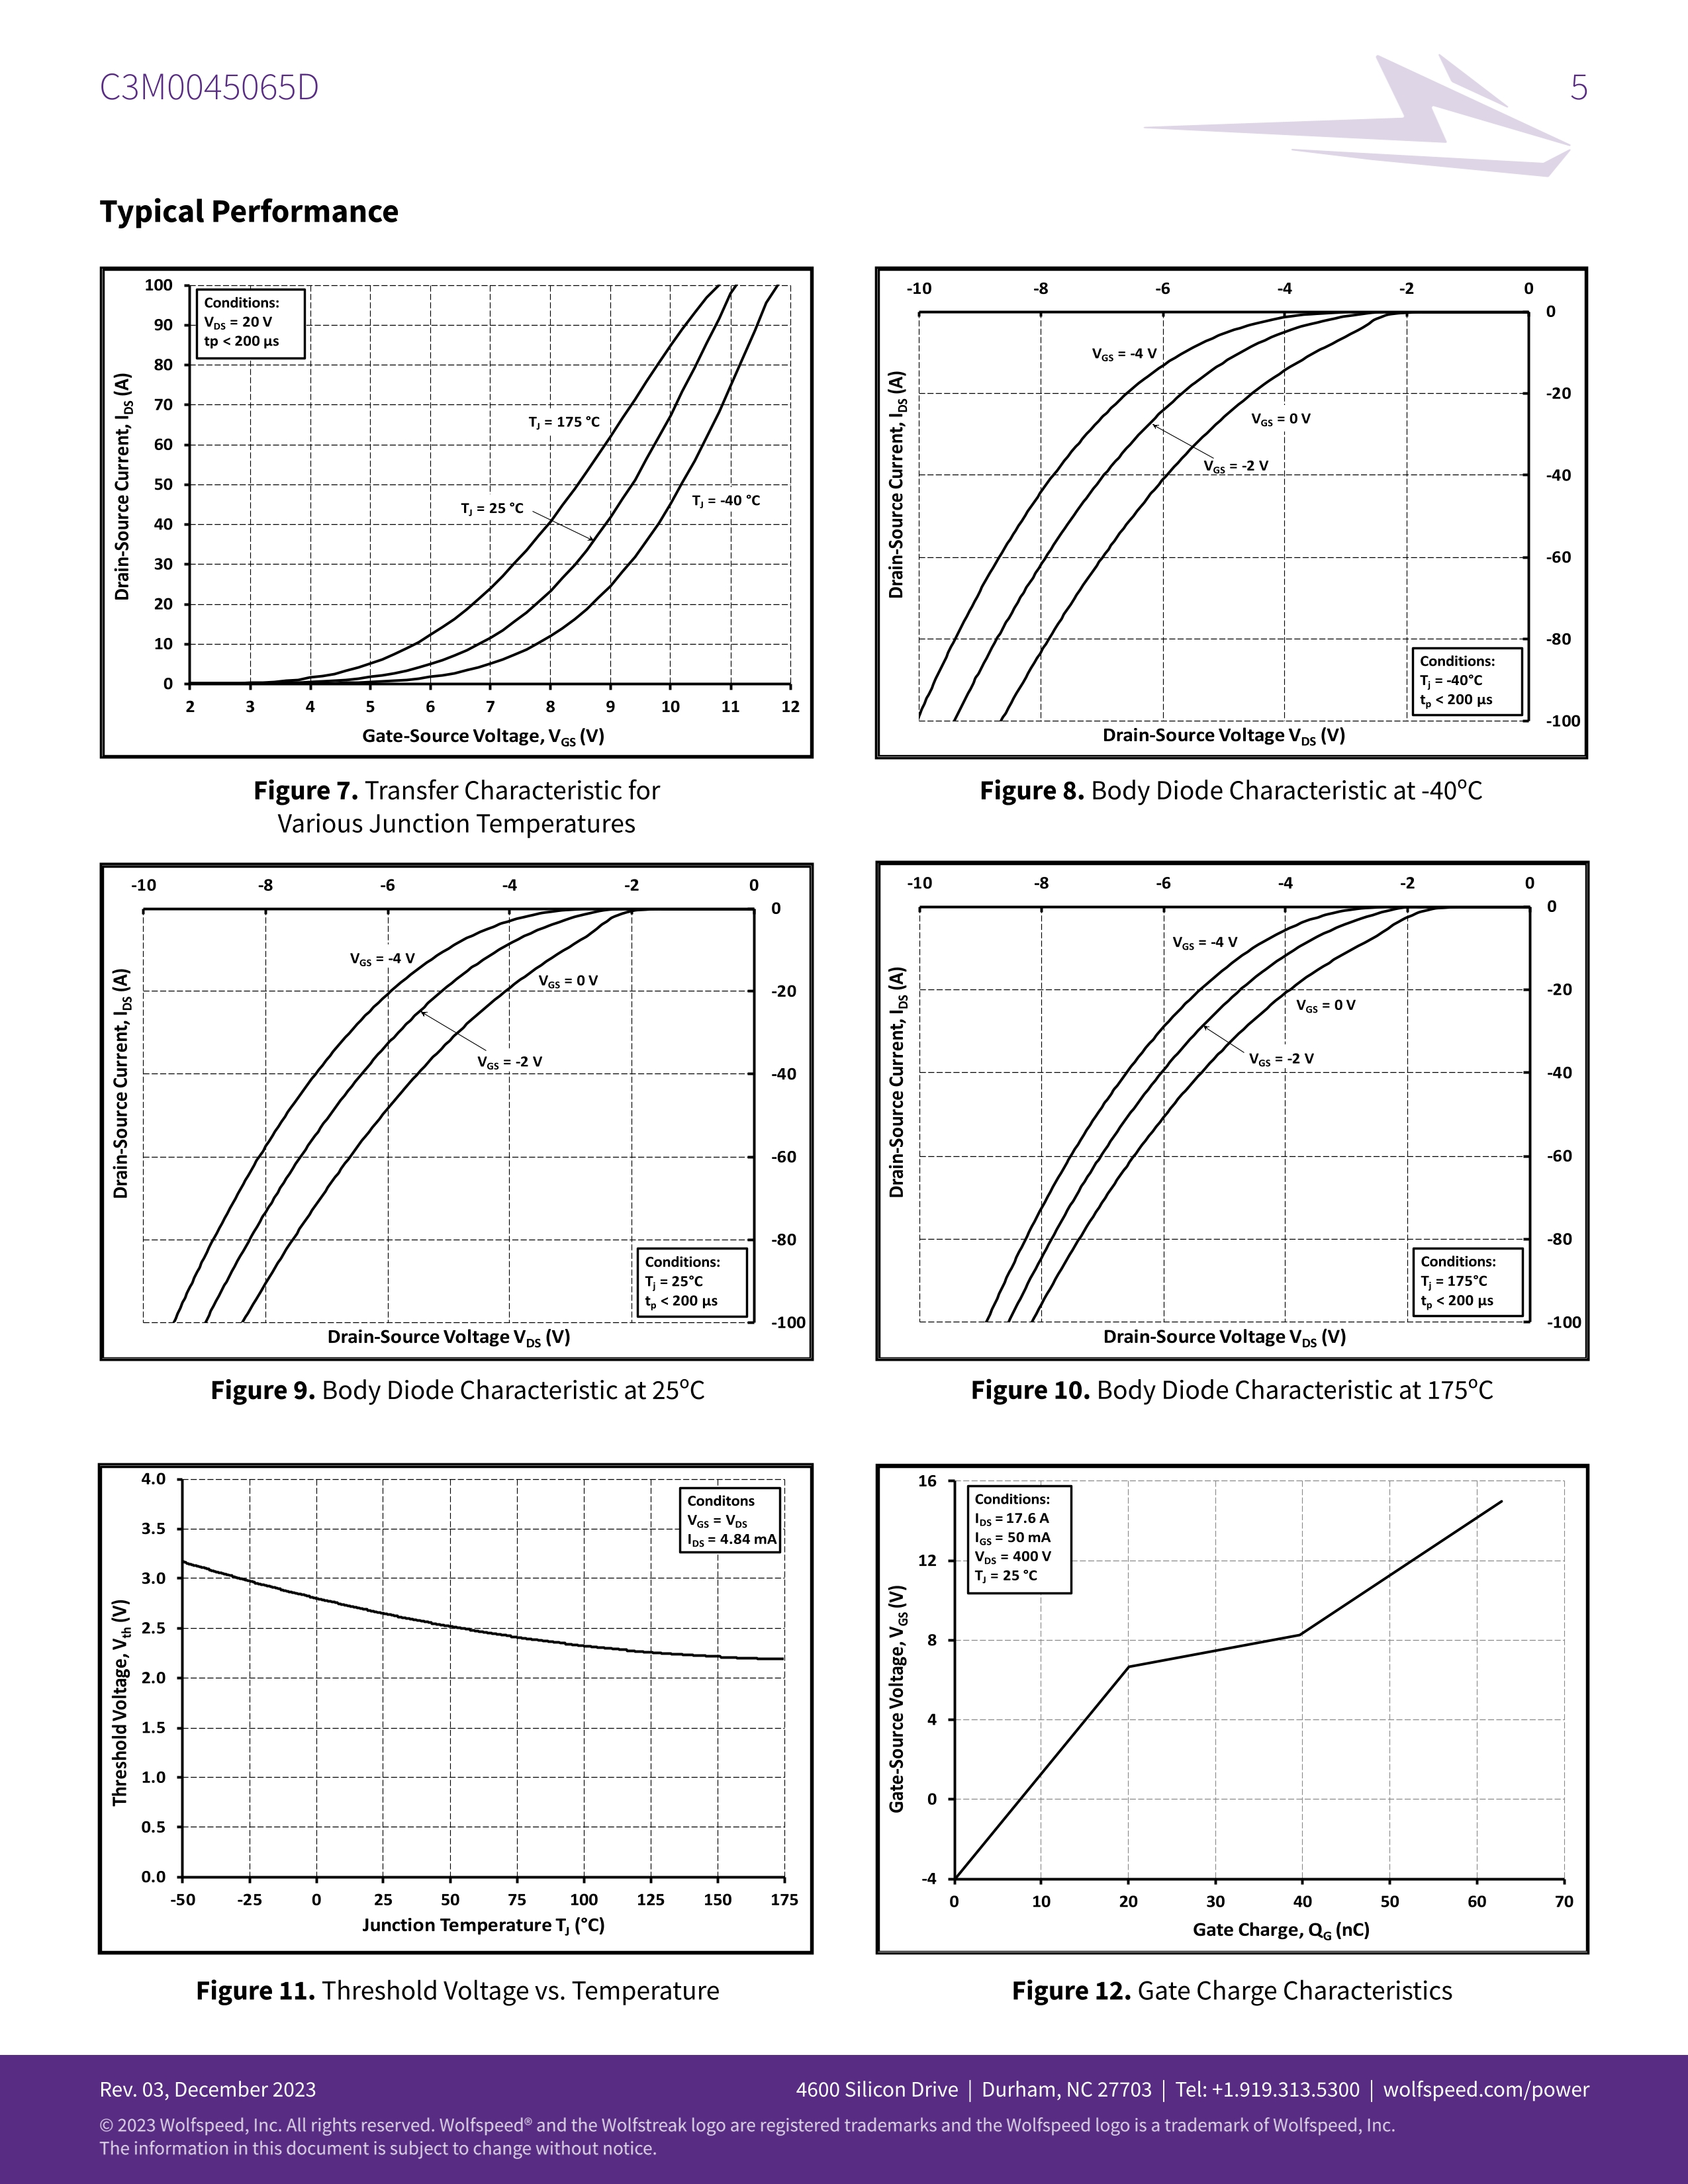 C3M0045065D
5
Typical Performance
100
90
80
70
60
50
40
30
20
10
0
2 3 4 5 6 7 8 9 10 11 12
Drain-Source Current, IDS (A)
Gate-Source Voltage, VGS (V)
Conditions:
VDS = 20 V
tp < 200 µs
TJ = 175 °C
TJ = 25 °C
TJ = -40 °C
Figure 7. Transfer Characteristic for
Various Junction Temperatures
-10 -8 -6 -4 -2 0
0
-20
-40
-60
-80
-100
Drain-Source Current, IDS (A)
Drain-Source Voltage VDS (V)
VGS = -4 V
VGS = 0 V
VGS = -2 V
Conditions:
Tj = -40°C
tp < 200 µs
Figure 8. Body Diode Characteristic at -40ºC
-10 -8 -6 -4 -2 0
0
-20
-40
-60
-80
-100
Drain-Source Current, IDS (A)
Drain-Source Voltage VDS (V)
VGS = -4 V
VGS = 0 V
VGS = -2 V
Conditions:
Tj = 25°C
tp < 200 µs
Figure 9. Body Diode Characteristic at 25ºC
-10 -8 -6 -4 -2 0
0
-20
-40
-60
-80
-100
Drain-Source Current, IDS (A)
Drain-Source Voltage VDS (V)
VGS = -4 V
VGS = 0 V
VGS = -2 V
Conditions:
Tj = 175°C
tp < 200 µs
Figure 10. Body Diode Characteristic at 175ºC
4.0
3.5
3.0
2.5
2.0
1.5
1.0
0.5
0.0
-50 -25 0 25 50 75 100 125 150 175
Threshold Voltage, Vth (V)
Junction Temperature TJ (°C)
Conditons
VGS = VDS
IDS = 4.84 mA
Figure 11. Threshold Voltage vs. Temperature
16
12
8
4
0
-4
0 10 20 30 40 50 60 70
Gate-Source Voltage, VGS (V)
Gate Charge, QG (nC)
Conditions:
IDS = 17.6 A
IGS = 50 mA
VDS = 400 V
TJ = 25 °C
Figure 12. Gate Charge Characteristics
Rev. 03, December 2023
4600 Silicon Drive | Durham, NC 27703 | Tel: +1.919.313.5300 | wolfspeed.com/power
© 2023 Wolfspeed, Inc. All rights reserved. Wolfspeed® and the Wolfstreak logo are registered trademarks and the Wolfspeed logo is a trademark of Wolfspeed, Inc.
The information in this document is subject to change without notice.